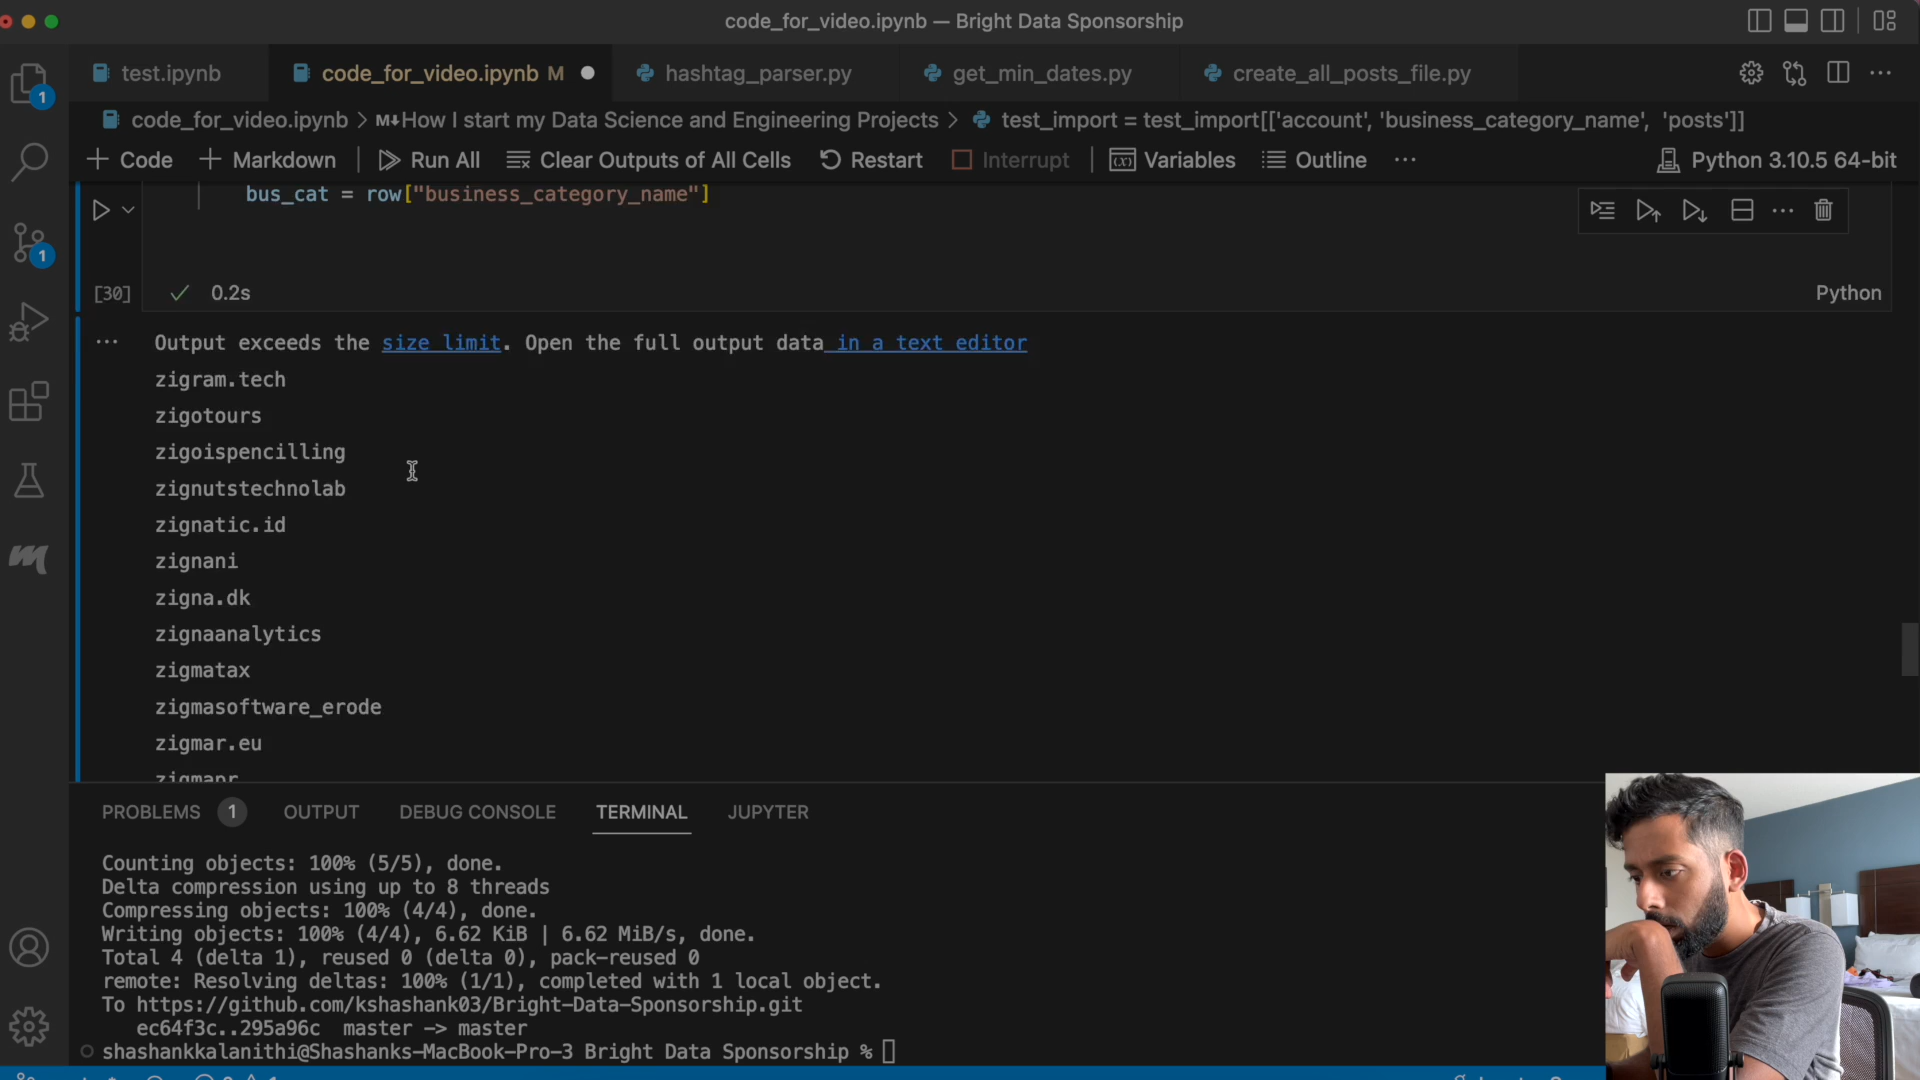 code_for_video.ipynb — Bright Data Sponsorship
test.ipynb
code_for_video.ipynb M
hashtag_parser.py
get_min_dates.py
create_all_posts_file.py
code_for_video.ipynb > M↓How I start my Data Science and Engineering Projects > test_import = test_import[['account', 'business_category_name', 'posts']]
+ Code + Markdown | Run All Clear Outputs of All Cells Restart Interrupt | Variables Outline ··· Python 3.10.5 64-bit
bus_cat = row["business_category_name"]
[30] ✓ 0.2s Python
Output exceeds the size limit. Open the full output data in a text editor
zigram.tech
zigotours
zigoispencilling
zignutstechnolab
zignatic.id
zignani
zigna.dk
zignaanalytics
zigmatax
zigmasoftware_erode
zigmar.eu
zigmapr
PROBLEMS 1 OUTPUT DEBUG CONSOLE TERMINAL JUPYTER
Counting objects: 100% (5/5), done.
Delta compression using up to 8 threads
Compressing objects: 100% (4/4), done.
Writing objects: 100% (4/4), 6.62 KiB | 6.62 MiB/s, done.
Total 4 (delta 1), reused 0 (delta 0), pack-reused 0
remote: Resolving deltas: 100% (1/1), completed with 1 local object.
To https://github.com/kshashank03/Bright-Data-Sponsorship.git
ec64f3c..295a96c master -> master
shashankkalanithi@Shashanks-MacBook-Pro-3 Bright Data Sponsorship %
1
1